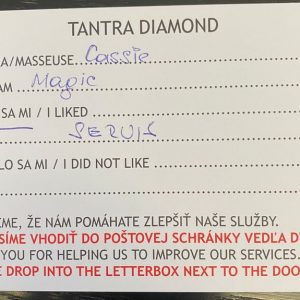 TANTRA DIAMOND
A/MASSEUSE Cassie
AM Magic
SA MI / I LIKED
SERVIS
LO SA MI / I DID NOT LIKE
EME, ŽE NÁM POMÁHATE ZLEPŠIŤ NAŠE SLUŽBY.
SÍME VHODIŤ DO POŠTOVEJ SCHRÁNKY VEDĽA D
YOU FOR HELPING US TO IMPROVE OUR SERVICES.
E DROP INTO THE LETTERBOX NEXT TO THE DOO